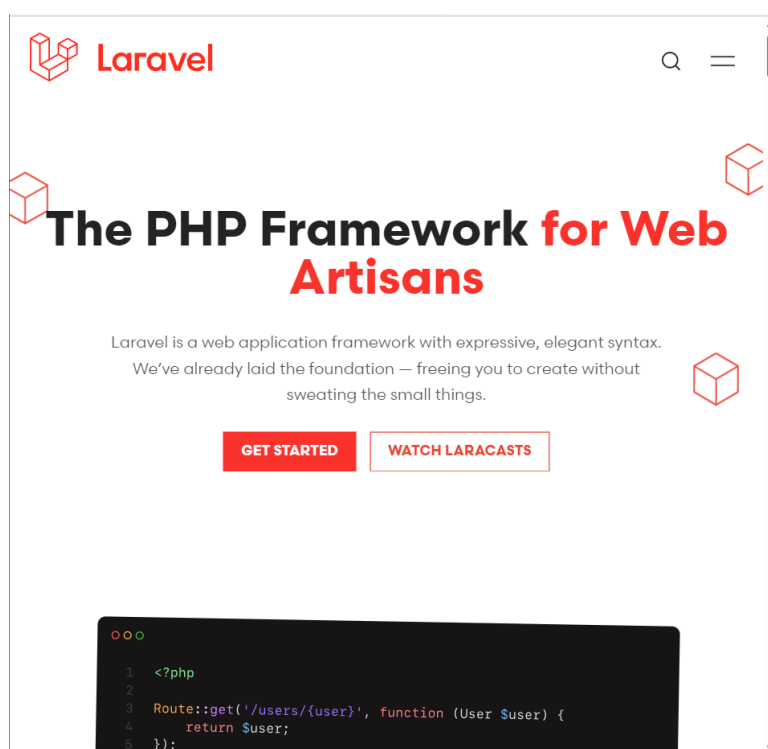 Laravel
The PHP Framework for Web
Artisans
Laravel is a web application framework with expressive, elegant syntax.
We’ve already laid the foundation — freeing you to create without
sweating the small things.
GET STARTED WATCH LARACASTS
1 <?php
2
3 Route::get('/users/{user}', function (User $user) {
4     return $user;
5 });